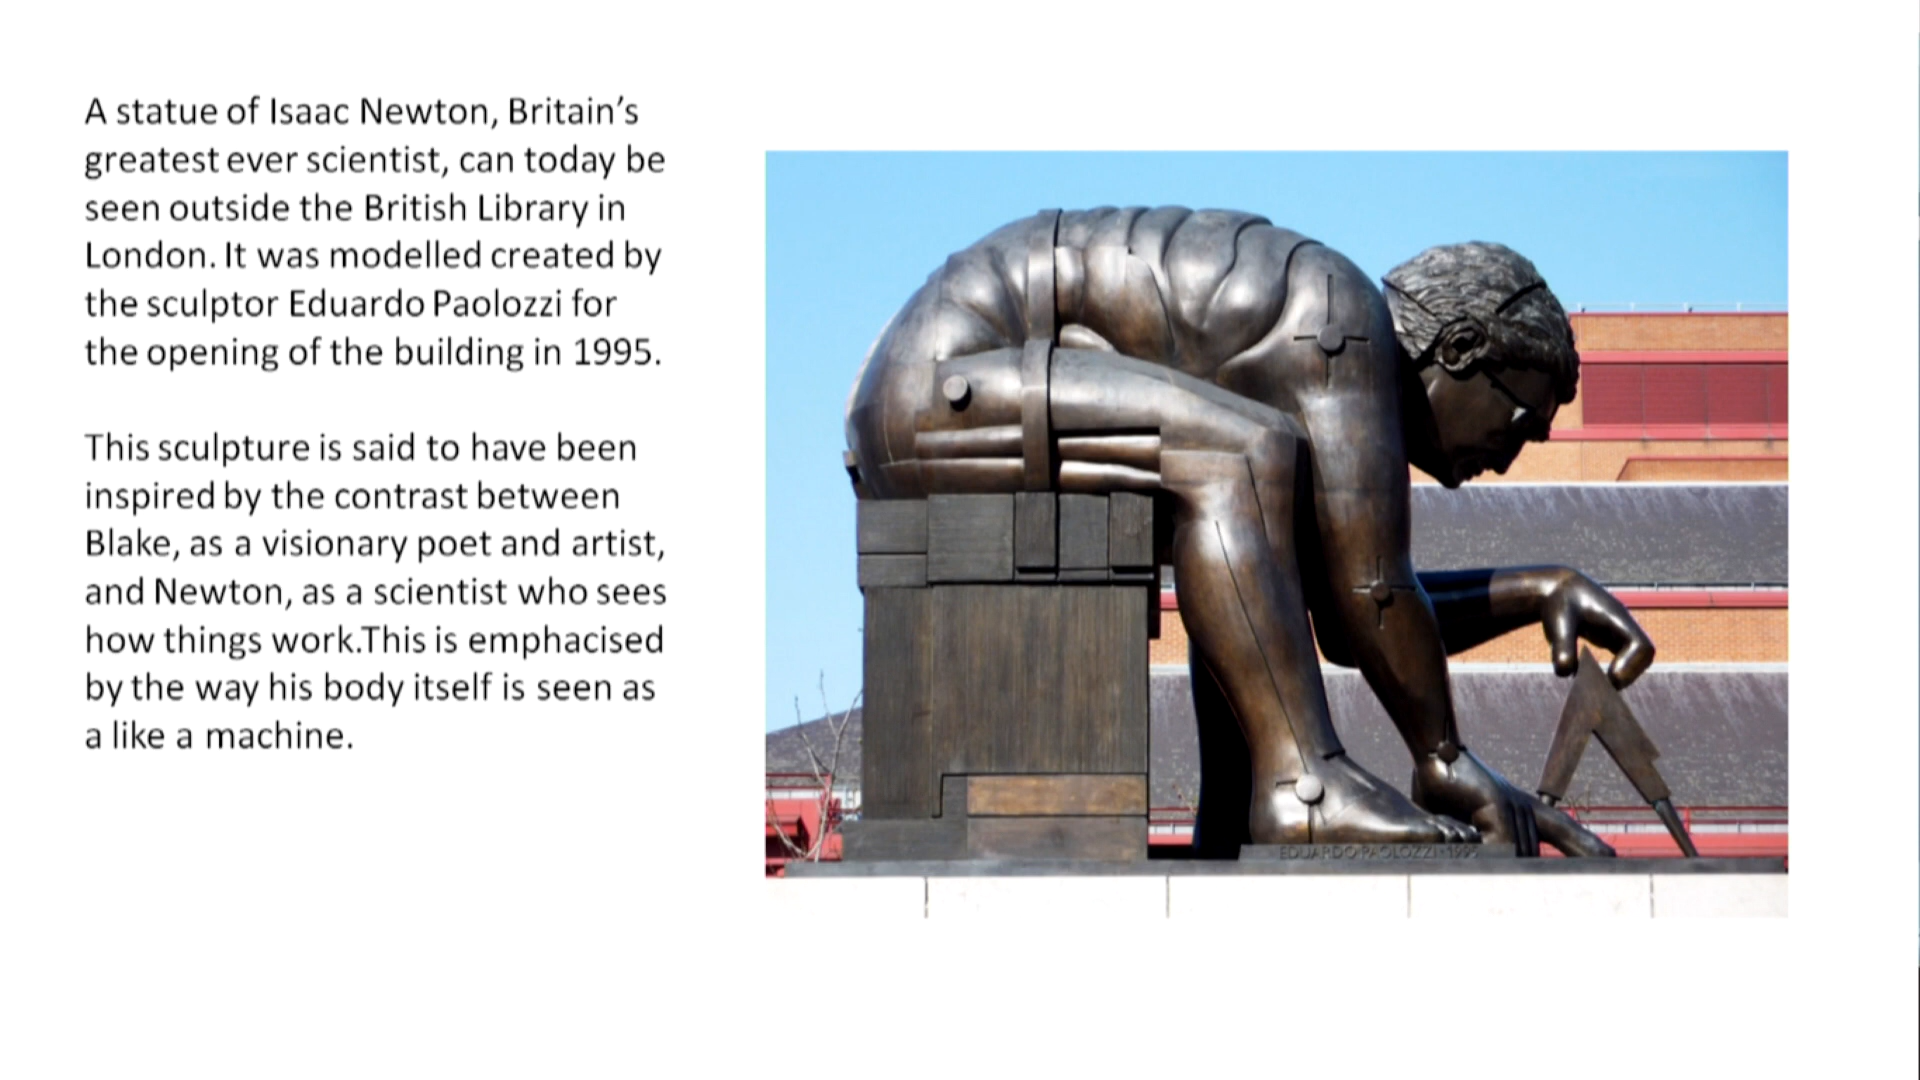 A statue of Isaac Newton, Britain’s
greatest ever scientist, can today be
seen outside the British Library in
London. It was modelled created by
the sculptor Eduardo Paolozzi for
the opening of the building in 1995.
This sculpture is said to have been
inspired by the contrast between
Blake, as a visionary poet and artist,
and Newton, as a scientist who sees
how things work.This is emphacised
by the way his body itself is seen as
a like a machine.
EDUARDO PAOLOZZI · 1995